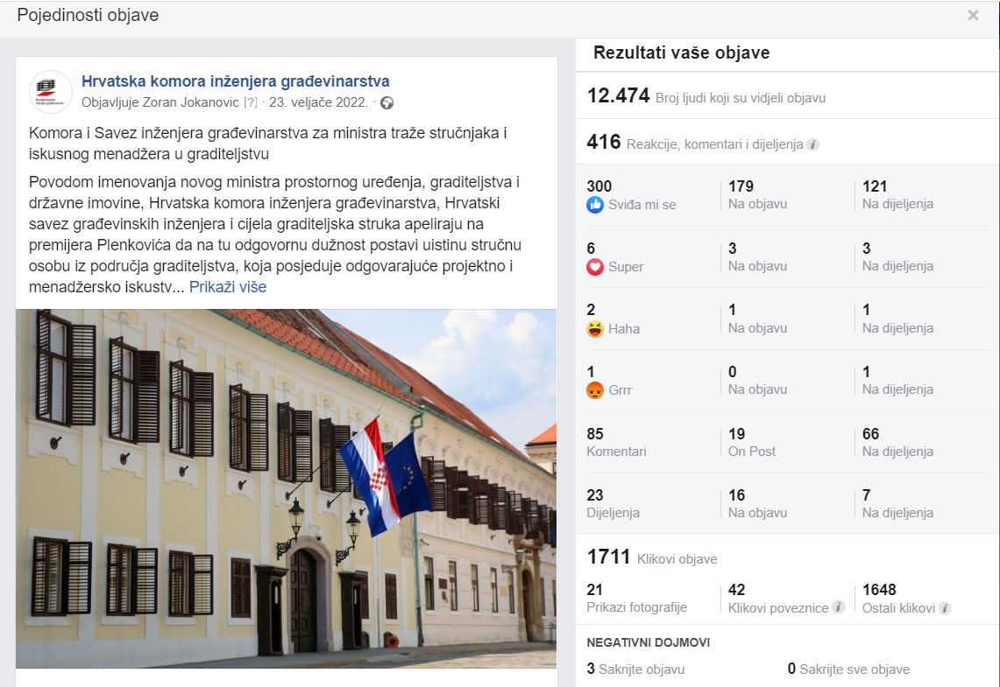 Pojedinosti objave
Hrvatska komora inženjera građevinarstva
Objavljuje Zoran Jokanovic [?] · 23. veljače 2022. ·
Komora i Savez inženjera građevinarstva za ministra traže stručnjaka i
iskusnog menadžera u graditeljstvu
Povodom imenovanja novog ministra prostornog uređenja, graditeljstva i
državne imovine, Hrvatska komora inženjera građevinarstva, Hrvatski
savez građevinskih inženjera i cijela graditeljska struka apeliraju na
premijera Plenkovića da na tu odgovornu dužnost postavi uistinu stručnu
osobu iz područja graditeljstva, koja posjeduje odgovarajuće projektno i
menadžersko iskustv... Prikaži više
Rezultati vaše objave
12.474 Broj ljudi koji su vidjeli objavu
416 Reakcije, komentari i dijeljenja
300 179 121
Sviđa mi se Na objavu Na dijeljenja
6 3 3
Super Na objavu Na dijeljenja
2 1 1
Haha Na objavu Na dijeljenja
1 0 1
Grrr Na objavu Na dijeljenja
85 19 66
Komentari On Post Na dijeljenja
23 16 7
Dijeljenja Na objavu Na dijeljenja
1711 Klikovi objave
21 42 1648
Prikazi fotografije Klikovi poveznice Ostali klikovi
NEGATIVNI DOJMOVI
3 Sakrijte objavu 0 Sakrijte sve objave